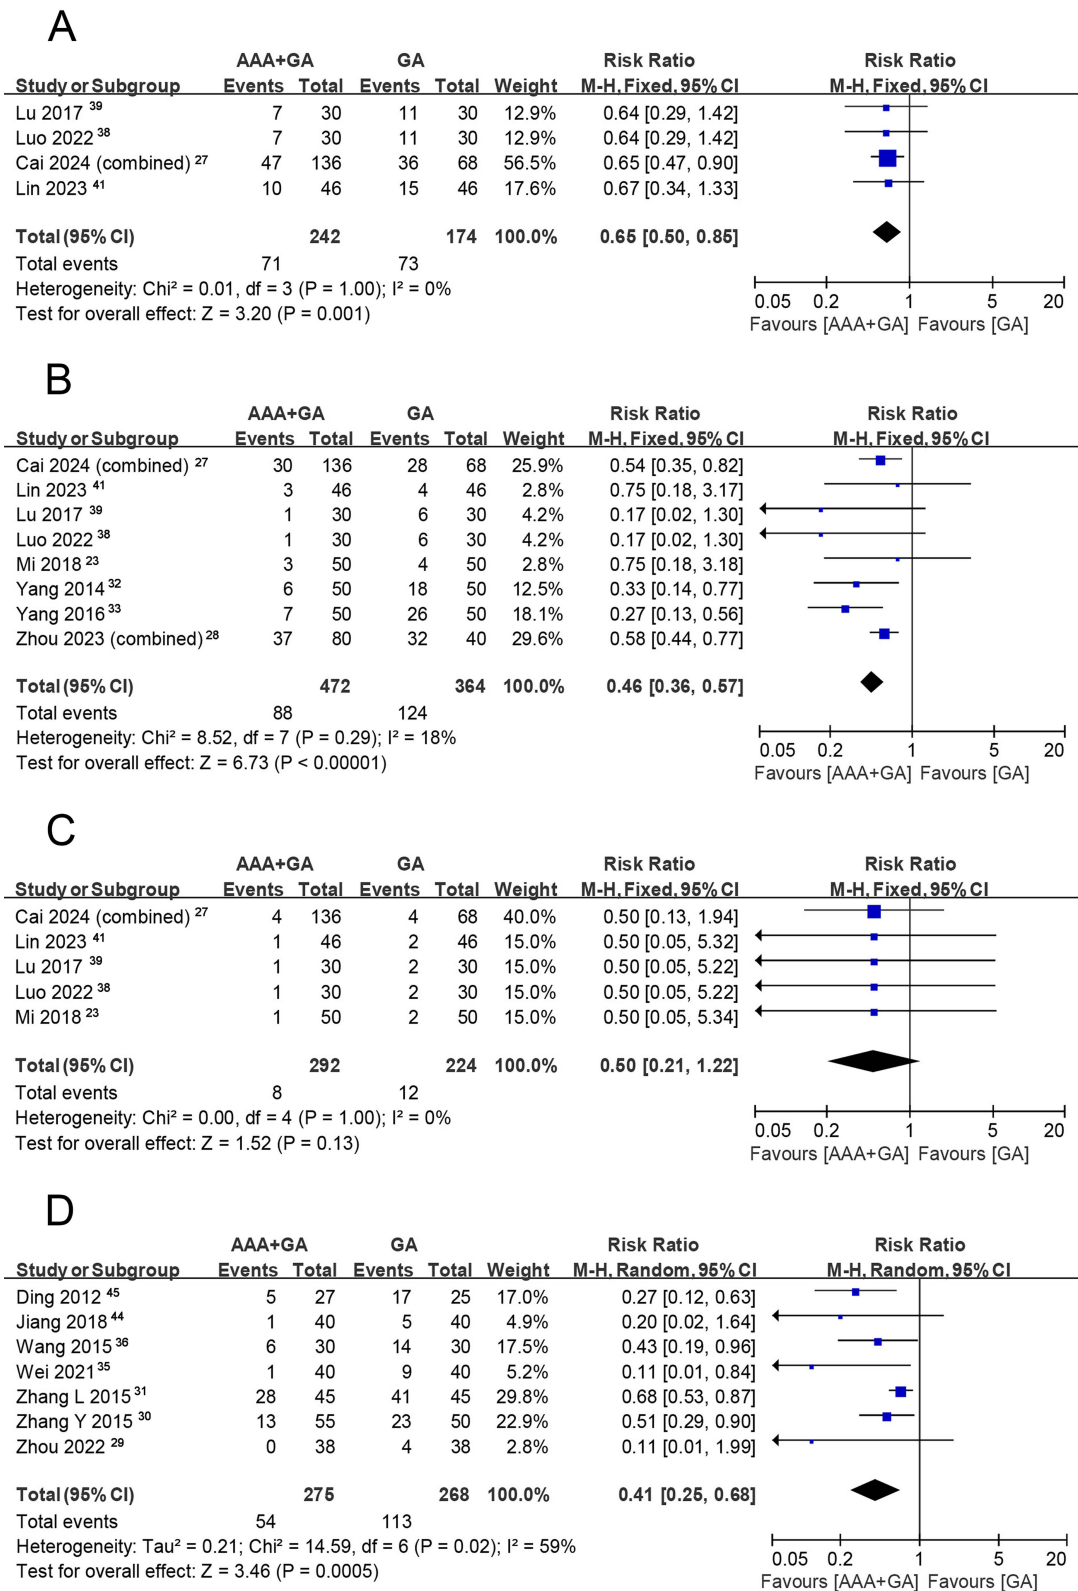 A
AAA+GA GA Risk Ratio Risk Ratio
Study or Subgroup Events Total Events Total Weight M-H, Fixed, 95% CI M-H, Fixed, 95% CI
Lu 2017 39 7 30 11 30 12.9% 0.64 [0.29, 1.42]
Luo 2022 38 7 30 11 30 12.9% 0.64 [0.29, 1.42]
Cai 2024 (combined) 27 47 136 36 68 56.5% 0.65 [0.47, 0.90]
Lin 2023 41 10 46 15 46 17.6% 0.67 [0.34, 1.33]
Total (95% CI) 242 174 100.0% 0.65 [0.50, 0.85]
Total events 71 73
Heterogeneity: Chi² = 0.01, df = 3 (P = 1.00); I² = 0%
Test for overall effect: Z = 3.20 (P = 0.001)
0.05 0.2 1 5 20
Favours [AAA+GA] Favours [GA]
B
AAA+GA GA Risk Ratio Risk Ratio
Study or Subgroup Events Total Events Total Weight M-H, Fixed, 95% CI M-H, Fixed, 95% CI
Cai 2024 (combined) 27 30 136 28 68 25.9% 0.54 [0.35, 0.82]
Lin 2023 41 3 46 4 46 2.8% 0.75 [0.18, 3.17]
Lu 2017 39 1 30 6 30 4.2% 0.17 [0.02, 1.30]
Luo 2022 38 1 30 6 30 4.2% 0.17 [0.02, 1.30]
Mi 2018 23 3 50 4 50 2.8% 0.75 [0.18, 3.18]
Yang 2014 32 6 50 18 50 12.5% 0.33 [0.14, 0.77]
Yang 2016 33 7 50 26 50 18.1% 0.27 [0.13, 0.56]
Zhou 2023 (combined) 28 37 80 32 40 29.6% 0.58 [0.44, 0.77]
Total (95% CI) 472 364 100.0% 0.46 [0.36, 0.57]
Total events 88 124
Heterogeneity: Chi² = 8.52, df = 7 (P = 0.29); I² = 18%
Test for overall effect: Z = 6.73 (P < 0.00001)
0.05 0.2 1 5 20
Favours [AAA+GA] Favours [GA]
C
AAA+GA GA Risk Ratio Risk Ratio
Study or Subgroup Events Total Events Total Weight M-H, Fixed, 95% CI M-H, Fixed, 95% CI
Cai 2024 (combined) 27 4 136 4 68 40.0% 0.50 [0.13, 1.94]
Lin 2023 41 1 46 2 46 15.0% 0.50 [0.05, 5.32]
Lu 2017 39 1 30 2 30 15.0% 0.50 [0.05, 5.22]
Luo 2022 38 1 30 2 30 15.0% 0.50 [0.05, 5.22]
Mi 2018 23 1 50 2 50 15.0% 0.50 [0.05, 5.34]
Total (95% CI) 292 224 100.0% 0.50 [0.21, 1.22]
Total events 8 12
Heterogeneity: Chi² = 0.00, df = 4 (P = 1.00); I² = 0%
Test for overall effect: Z = 1.52 (P = 0.13)
0.05 0.2 1 5 20
Favours [AAA+GA] Favours [GA]
D
AAA+GA GA Risk Ratio Risk Ratio
Study or Subgroup Events Total Events Total Weight M-H, Random, 95% CI M-H, Random, 95% CI
Ding 2012 45 5 27 17 25 17.0% 0.27 [0.12, 0.63]
Jiang 2018 44 1 40 5 40 4.9% 0.20 [0.02, 1.64]
Wang 2015 36 6 30 14 30 17.5% 0.43 [0.19, 0.96]
Wei 2021 35 1 40 9 40 5.2% 0.11 [0.01, 0.84]
Zhang L 2015 31 28 45 41 45 29.8% 0.68 [0.53, 0.87]
Zhang Y 2015 30 13 55 23 50 22.9% 0.51 [0.29, 0.90]
Zhou 2022 29 0 38 4 38 2.8% 0.11 [0.01, 1.99]
Total (95% CI) 275 268 100.0% 0.41 [0.25, 0.68]
Total events 54 113
Heterogeneity: Tau² = 0.21; Chi² = 14.59, df = 6 (P = 0.02); I² = 59%
Test for overall effect: Z = 3.46 (P = 0.0005)
0.05 0.2 1 5 20
Favours [AAA+GA] Favours [GA]